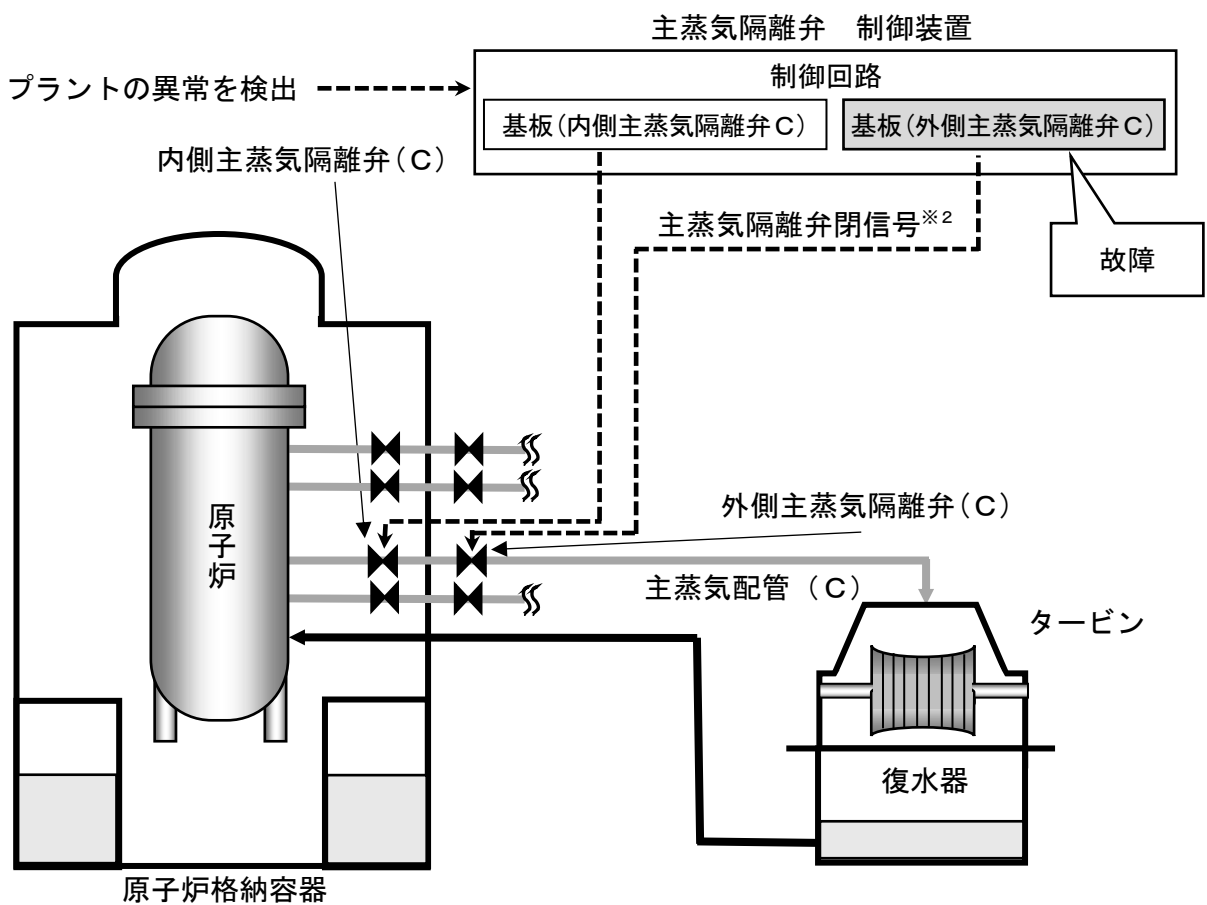 主蒸気隔離弁　制御装置
制御回路
プラントの異常を検出
基板(内側主蒸気隔離弁C)
基板(外側主蒸気隔離弁C)
内側主蒸気隔離弁(C)
主蒸気隔離弁閉信号※2
故障
外側主蒸気隔離弁(C)
原子炉
主蒸気配管（C）
タービン
復水器
原子炉格納容器